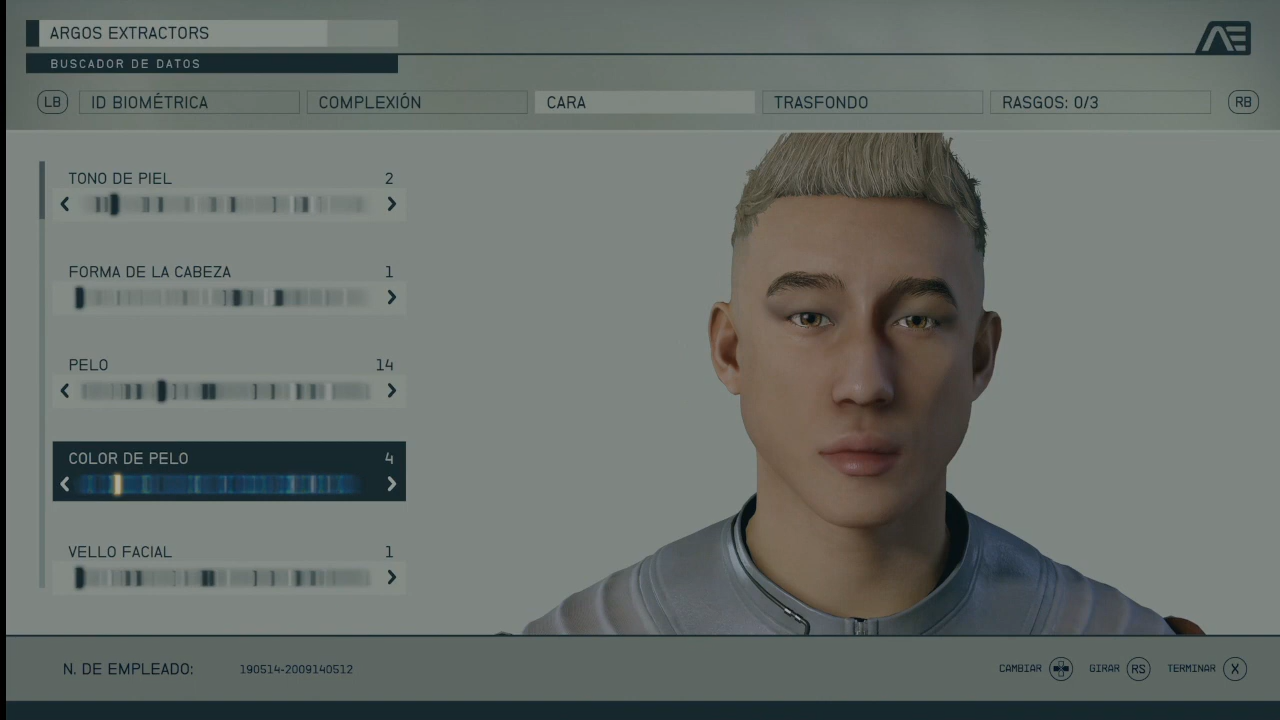 ARGOS EXTRACTORS
BUSCADOR DE DATOS
LB ID BIOMÉTRICA COMPLEXIÓN CARA TRASFONDO RASGOS: 0/3 RB
TONO DE PIEL 2
FORMA DE LA CABEZA 1
PELO 14
COLOR DE PELO 4
VELLO FACIAL 1
N. DE EMPLEADO: 190514-2009140512 CAMBIAR GIRAR RS TERMINAR X
AE